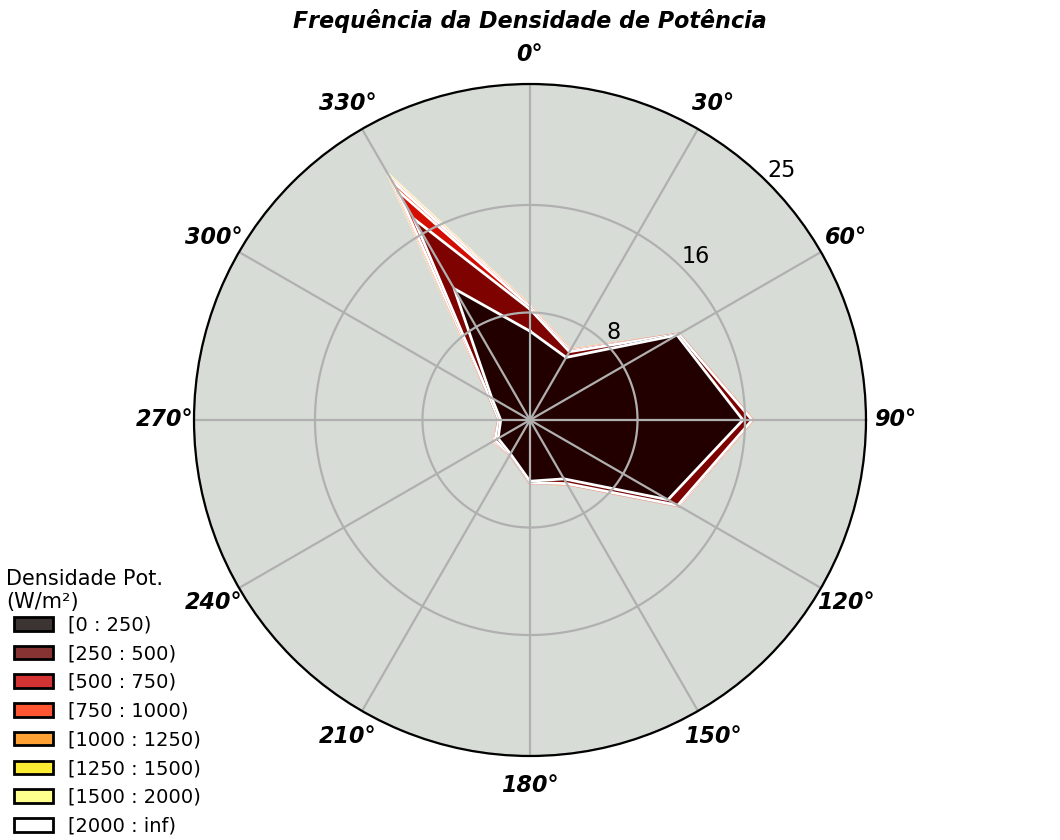 Frequência da Densidade de Potência
0°
330°
30°
25
300°
60°
16
8
270°
90°
240°
120°
210°
150°
180°
Densidade Pot.
(W/m²)
[0 : 250)
[250 : 500)
[500 : 750)
[750 : 1000)
[1000 : 1250)
[1250 : 1500)
[1500 : 2000)
[2000 : inf)